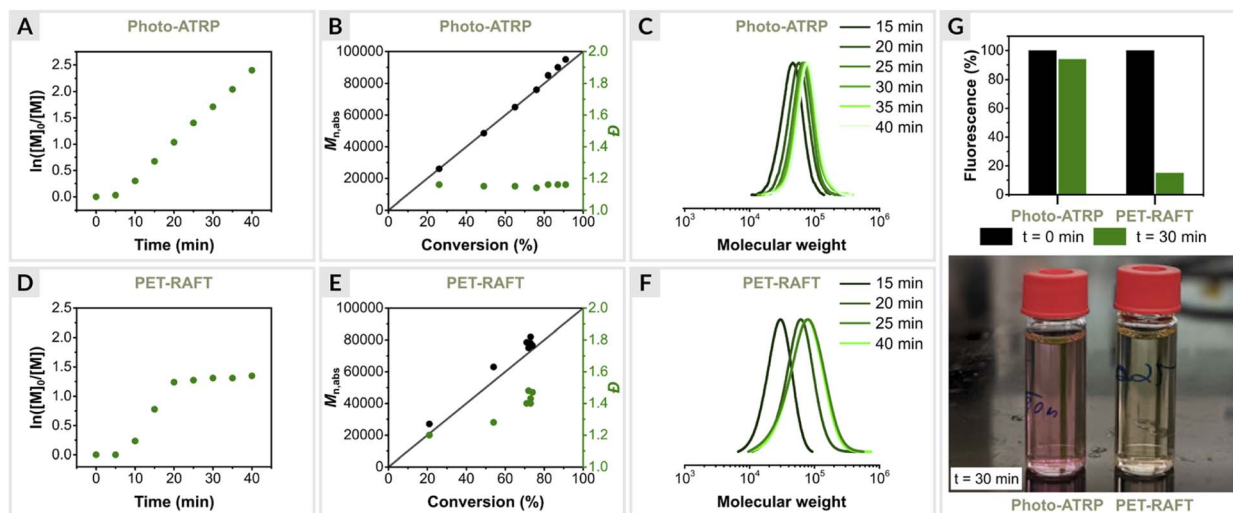 A
Photo-ATRP
ln([M]0/[M])
2.5
2.0
1.5
1.0
0.5
0.0
0 10 20 30 40
Time (min)
B
Photo-ATRP
Mn,abs
100000
80000
60000
40000
20000
0
0 20 40 60 80 100
Conversion (%)
2.0
1.8
1.6
1.4
1.2
1.0
Đ
C
Photo-ATRP
15 min
20 min
25 min
30 min
35 min
40 min
10³ 10⁴ 10⁵ 10⁶
Molecular weight
D
PET-RAFT
ln([M]0/[M])
2.5
2.0
1.5
1.0
0.5
0.0
0 10 20 30 40
Time (min)
E
PET-RAFT
Mn,abs
100000
80000
60000
40000
20000
0
0 20 40 60 80 100
Conversion (%)
2.0
1.8
1.6
1.4
1.2
1.0
Đ
F
PET-RAFT
15 min
20 min
25 min
40 min
10³ 10⁴ 10⁵ 10⁶
Molecular weight
G
Fluorescence (%)
100
80
60
40
20
0
Photo-ATRP PET-RAFT
t = 0 min t = 30 min
t = 30 min
Photo-ATRP PET-RAFT